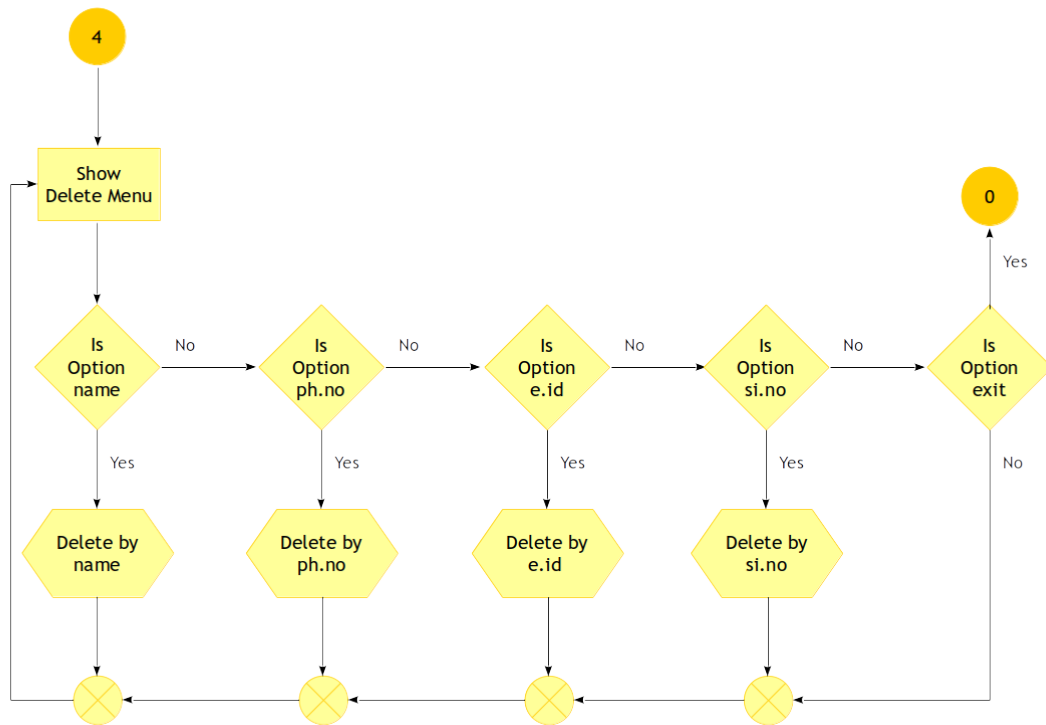 4
Show
Delete Menu
0
Yes
Is
Option
name
No
Is
Option
ph.no
No
Is
Option
e.id
No
Is
Option
si.no
No
Is
Option
exit
Yes
Yes
Yes
Yes
No
Delete by
name
Delete by
ph.no
Delete by
e.id
Delete by
si.no